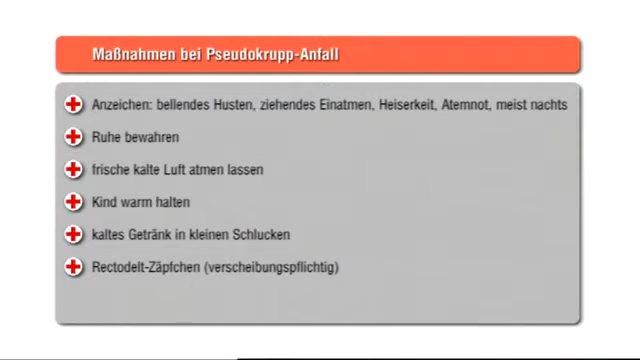 Maßnahmen bei Pseudokrupp-Anfall
Anzeichen: bellendes Husten, ziehendes Einatmen, Heiserkeit, Atemnot, meist nachts
Ruhe bewahren
frische kalte Luft atmen lassen
Kind warm halten
kaltes Getränk in kleinen Schlucken
Rectodelt-Zäpfchen (verscheibungspflichtig)